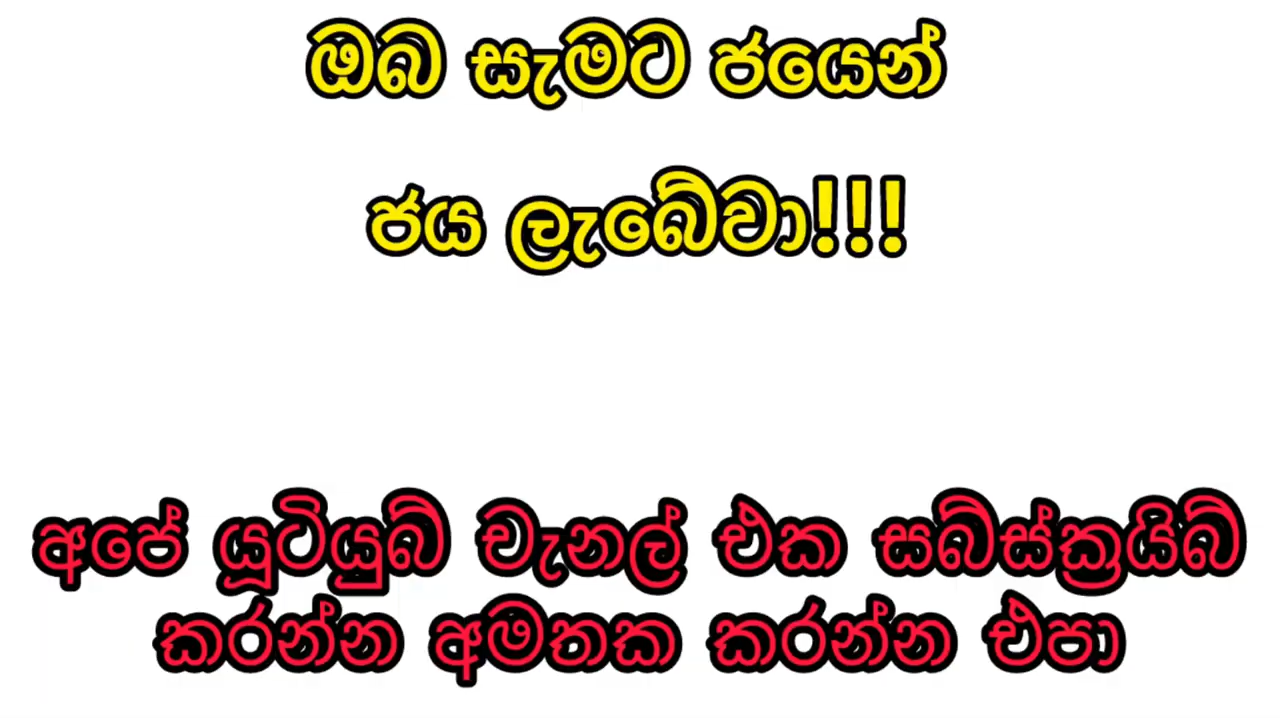 ඔබ සැමට ජයෙන්
ජය ලැබේවා!!!
අපේ යූටියුබ් චැනල් එක සබ්ස්ක්‍රයිබ්
කරන්න අමතක කරන්න එපා